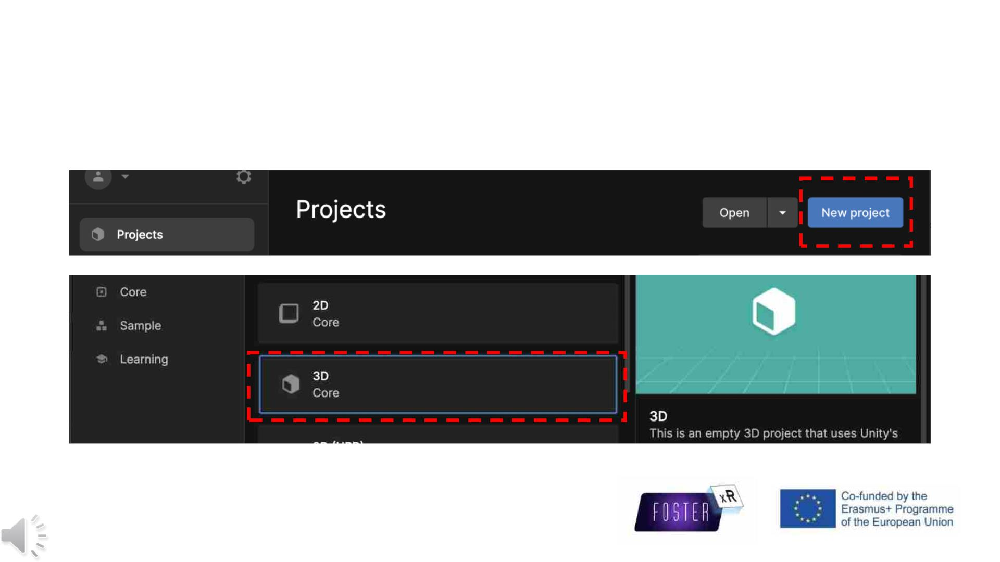 Projects
Open
New project
Projects
Core
Sample
Learning
2D
Core
3D
Core
3D
This is an empty 3D project that uses Unity's
FOSTER
xR
Co-funded by the
Erasmus+ Programme
of the European Union